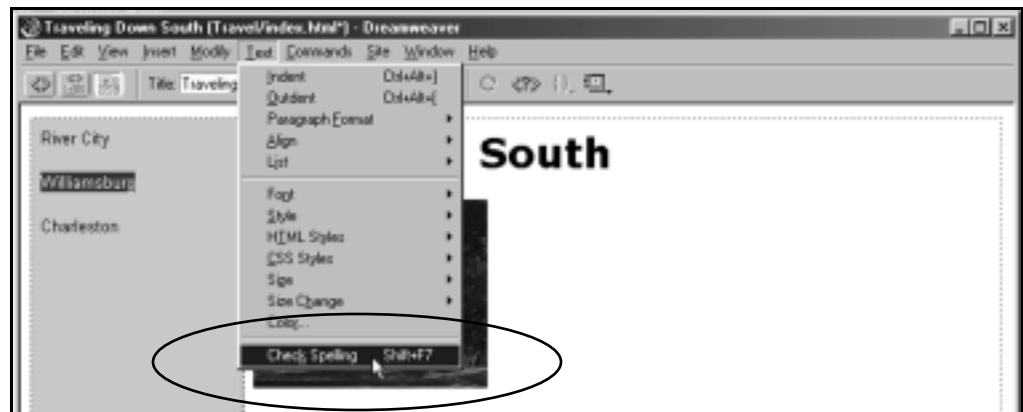 Traveling Down South (Travel/index.html*) - Dreamweaver
File Edit View Insert Modify Text Commands Site Window Help
Title: Traveling
Indent Ctrl+Alt+]
Outdent Ctrl+Alt+[
Paragraph Format
Align
List
Font
Style
HTML Styles
CSS Styles
Size
Size Change
Color...
Check Spelling Shift+F7
River City
Williamsburg
Charleston
South